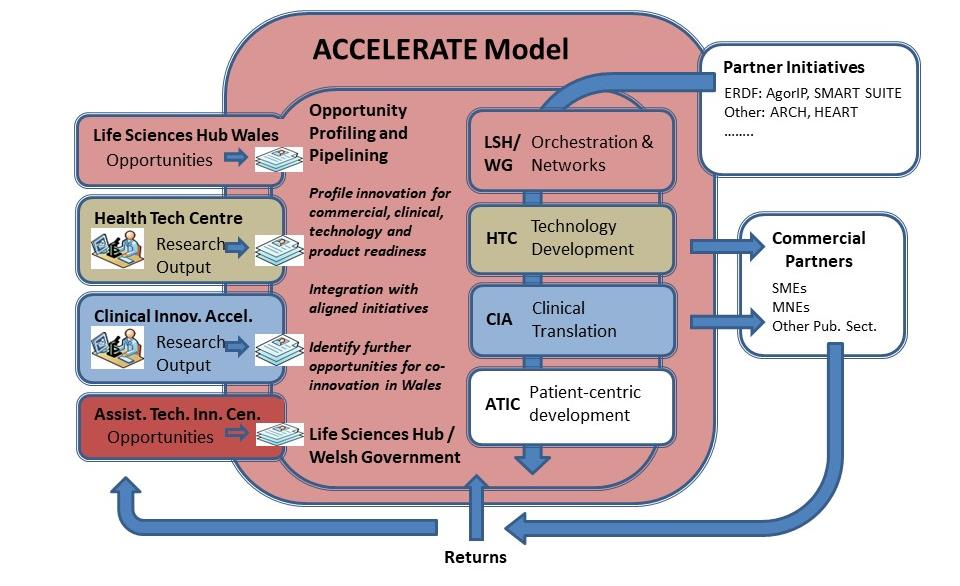 ACCELERATE Model
Life Sciences Hub Wales
Opportunities
Health Tech Centre
Research
Output
Clinical Innov. Accel.
Research
Output
Assist. Tech. Inn. Cen.
Opportunities
Opportunity
Profiling and
Pipelining
Profile innovation for
commercial, clinical,
technology and
product readiness
Integration with
aligned initiatives
Identify further
opportunities for co-
innovation in Wales
Life Sciences Hub /
Welsh Government
LSH/
WG
Orchestration &
Networks
HTC
Technology
Development
CIA
Clinical
Translation
ATIC
Patient-centric
development
Partner Initiatives
ERDF: AgorIP, SMART SUITE
Other: ARCH, HEART
........
Commercial
Partners
SMEs
MNEs
Other Pub. Sect.
Returns